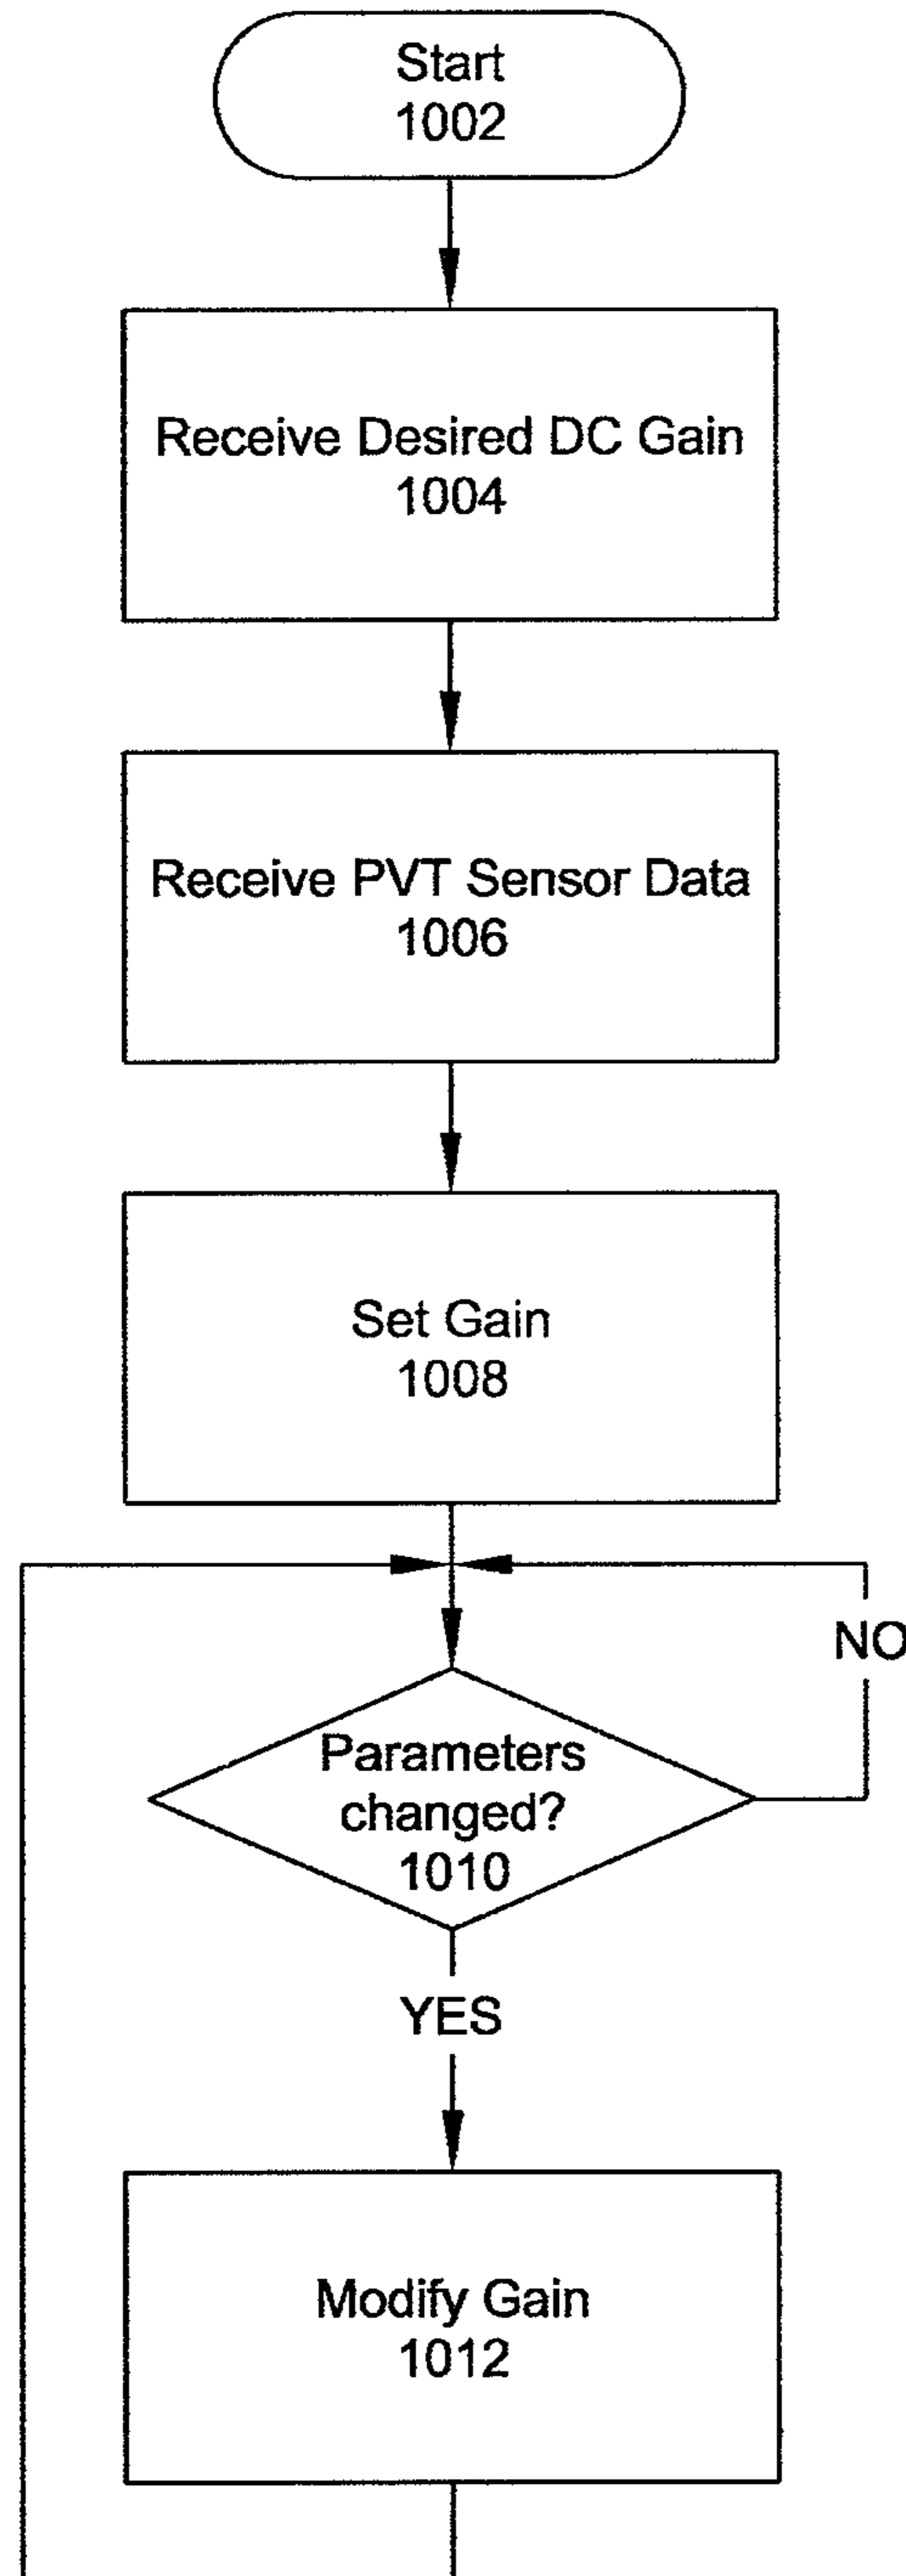 Start
1002
Receive Desired DC Gain
1004
Receive PVT Sensor Data
1006
Set Gain
1008
NO
Parameters
changed?
1010
YES
Modify Gain
1012